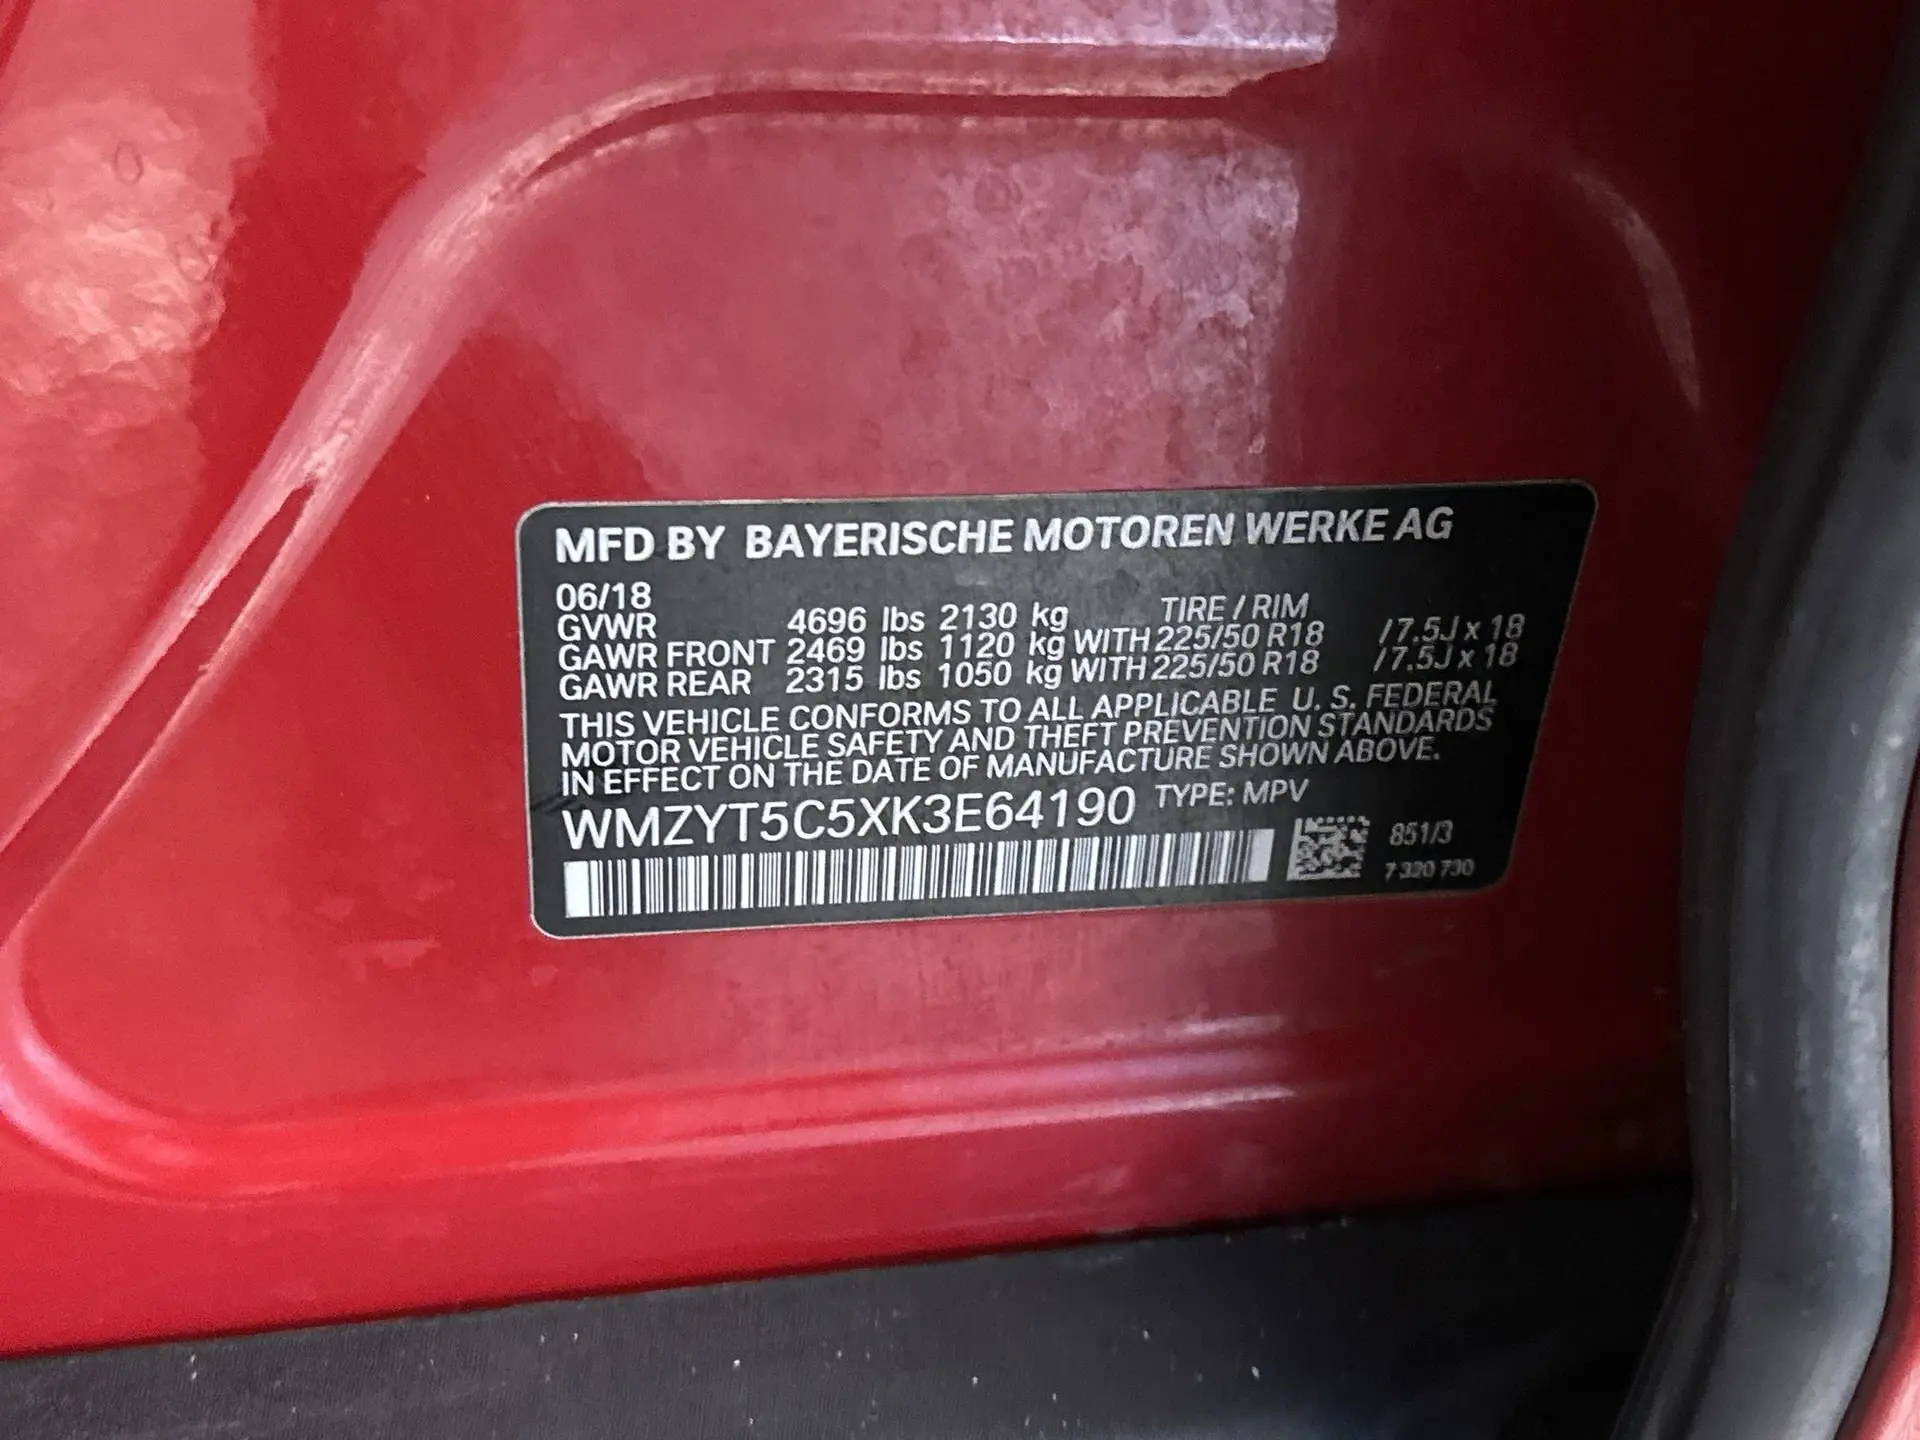 MFD BY BAYERISCHE MOTOREN WERKE AG
06/18
TIRE / RIM
GVWR 4696 lbs 2130 kg
GAWR FRONT 2469 lbs 1120 kg WITH 225/50 R18 / 7.5J x 18
GAWR REAR 2315 lbs 1050 kg WITH 225/50 R18 / 7.5J x 18
THIS VEHICLE CONFORMS TO ALL APPLICABLE U. S. FEDERAL
MOTOR VEHICLE SAFETY AND THEFT PREVENTION STANDARDS
IN EFFECT ON THE DATE OF MANUFACTURE SHOWN ABOVE.
WMZYT5C5XK3E64190 TYPE: MPV
851/3
7 320 730